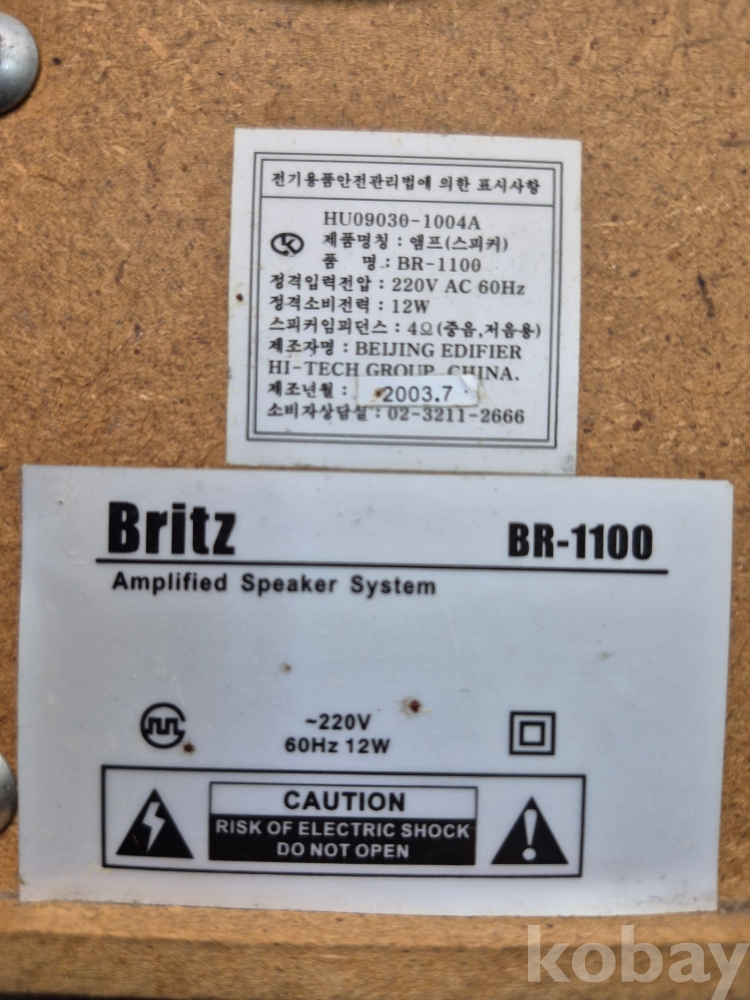 전기용품안전관리법에 의한 표시사항
HU09030-1004A
제품명칭 : 앰프(스피커)
품 명 : BR-1100
정격입력전압 : 220V AC 60Hz
정격소비전력 : 12W
스피커임피던스 : 4Ω(중음,저음용)
제조자명 : BEIJING EDIFIER
HI-TECH GROUP, CHINA.
제조년월 : 2003.7
소비자상담실 : 02-3211-2666
Britz BR-1100
Amplified Speaker System
~220V
60Hz 12W
CAUTION
RISK OF ELECTRIC SHOCK
DO NOT OPEN
kobay